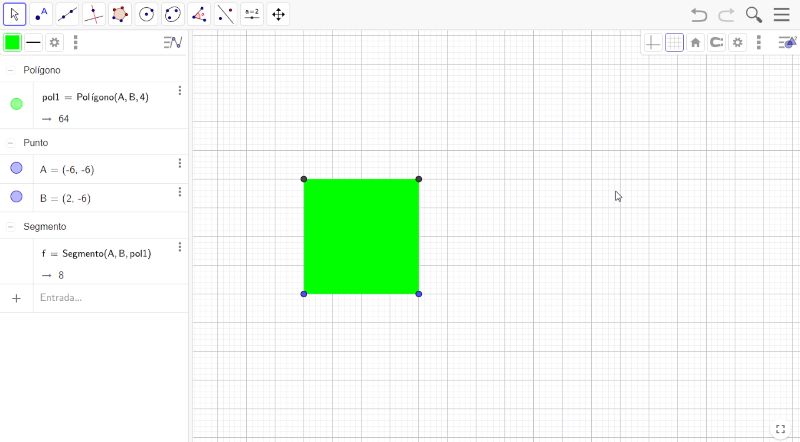 A
a=2
Polígono
pol1 = Polígono(A, B, 4)
→ 64
Punto
A = (-6, -6)
B = (2, -6)
Segmento
f = Segmento(A, B, pol1)
→ 8
Entrada...